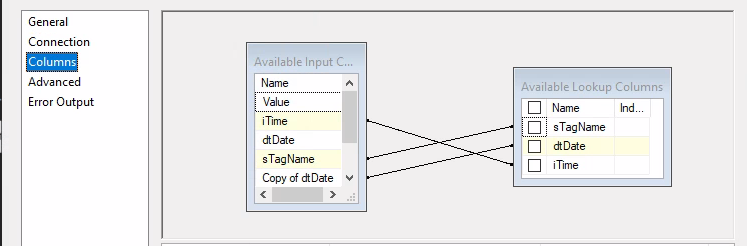 General
Connection
Columns
Advanced
Error Output
Available Input C...
Name
Value
iTime
dtDate
sTagName
Copy of dtDate
Available Lookup Columns
Name Ind...
sTagName
dtDate
iTime